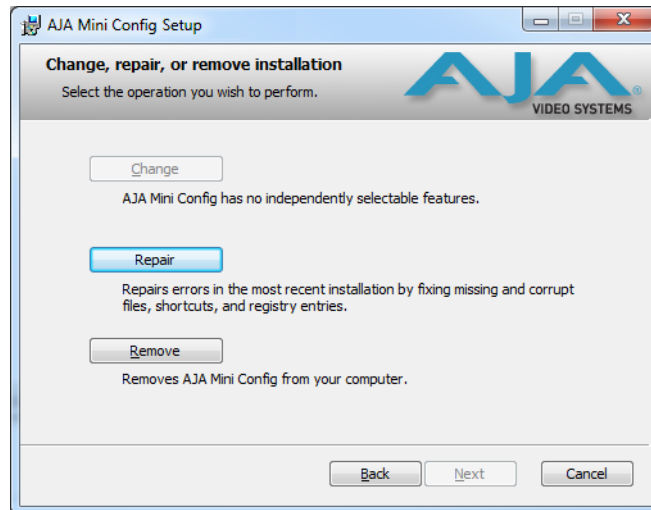 AJA Mini Config Setup
Change, repair, or remove installation
Select the operation you wish to perform.
AJA
®
VIDEO SYSTEMS
Change
AJA Mini Config has no independently selectable features.
Repair
Repairs errors in the most recent installation by fixing missing and corrupt
files, shortcuts, and registry entries.
Remove
Removes AJA Mini Config from your computer.
Back
Next
Cancel